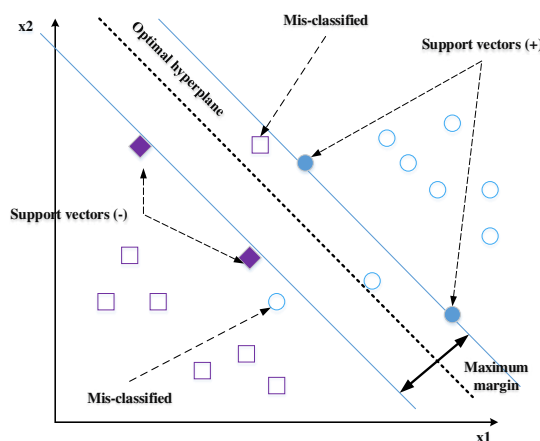 x2
Mis-classified
Optimal hyperplane
Support vectors (+)
Support vectors (-)
Mis-classified
Maximum
margin
x1